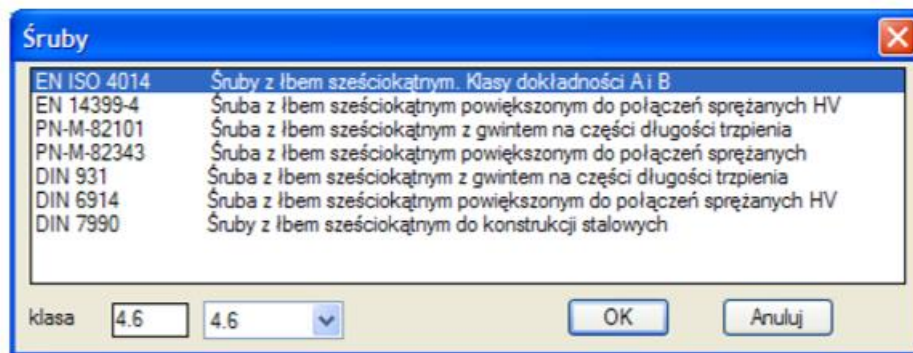 Śruby
EN ISO 4014 Śruby z łbem sześciokątnym. Klasy dokładności A i B
EN 14399-4 Śruba z łbem sześciokątnym powiększonym do połączeń sprężanych HV
PN-M-82101 Śruba z łbem sześciokątnym z gwintem na części długości trzpienia
PN-M-82343 Śruba z łbem sześciokątnym powiększonym do połączeń sprężanych
DIN 931 Śruba z łbem sześciokątnym z gwintem na części długości trzpienia
DIN 6914 Śruba z łbem sześciokątnym powiększonym do połączeń sprężanych HV
DIN 7990 Śruby z łbem sześciokątnym do konstrukcji stalowych
klasa 4.6 4.6 OK Anuluj